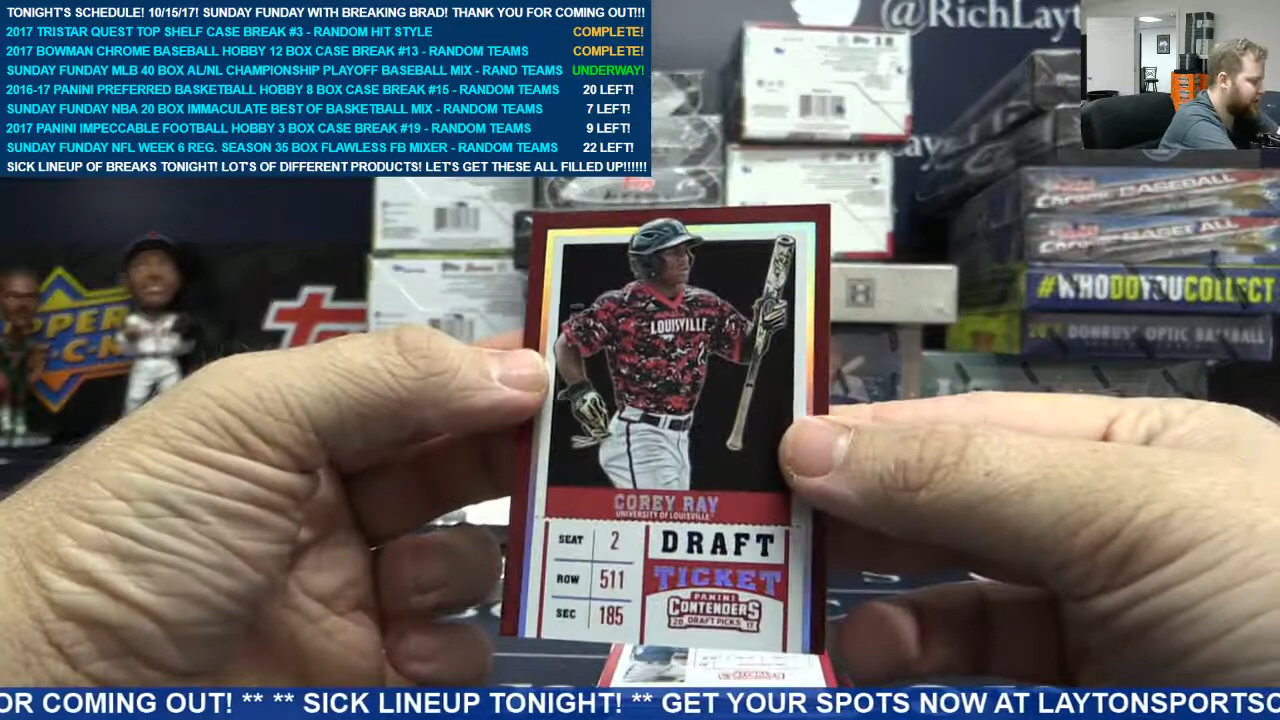 TONIGHT'S SCHEDULE! 10/15/17! SUNDAY FUNDAY WITH BREAKING BRAD! THANK YOU FOR COMING OUT!!!
2017 TRISTAR QUEST TOP SHELF CASE BREAK #3 - RANDOM HIT STYLE COMPLETE!
2017 BOWMAN CHROME BASEBALL HOBBY 12 BOX CASE BREAK #13 - RANDOM TEAMS COMPLETE!
SUNDAY FUNDAY MLB 40 BOX AL/NL CHAMPIONSHIP PLAYOFF BASEBALL MIX - RAND TEAMS UNDERWAY!
2016-17 PANINI PREFERRED BASKETBALL HOBBY 8 BOX CASE BREAK #15 - RANDOM TEAMS 20 LEFT!
SUNDAY FUNDAY NBA 20 BOX IMMACULATE BEST OF BASKETBALL MIX - RANDOM TEAMS 7 LEFT!
2017 PANINI IMPECCABLE FOOTBALL HOBBY 3 BOX CASE BREAK #19 - RANDOM TEAMS 9 LEFT!
SUNDAY FUNDAY NFL WEEK 6 REG. SEASON 35 BOX FLAWLESS FB MIXER - RANDOM TEAMS 22 LEFT!
SICK LINEUP OF BREAKS TONIGHT! LOT'S OF DIFFERENT PRODUCTS! LET'S GET THESE ALL FILLED UP!!!!!!
@RichLayt
BASEBALL
#WHODOYOUCOLLECT
DONRUSS OPTIC BASEBALL
LOUISVILLE
COREY RAY
UNIVERSITY OF LOUISVILLE
SEAT 2
ROW 511
SEC 185
DRAFT
TICKET
PANINI
CONTENDERS
20 DRAFT PICKS 17
OR COMING OUT! ** ** SICK LINEUP TONIGHT! ** GET YOUR SPOTS NOW AT LAYTONSPORTSC